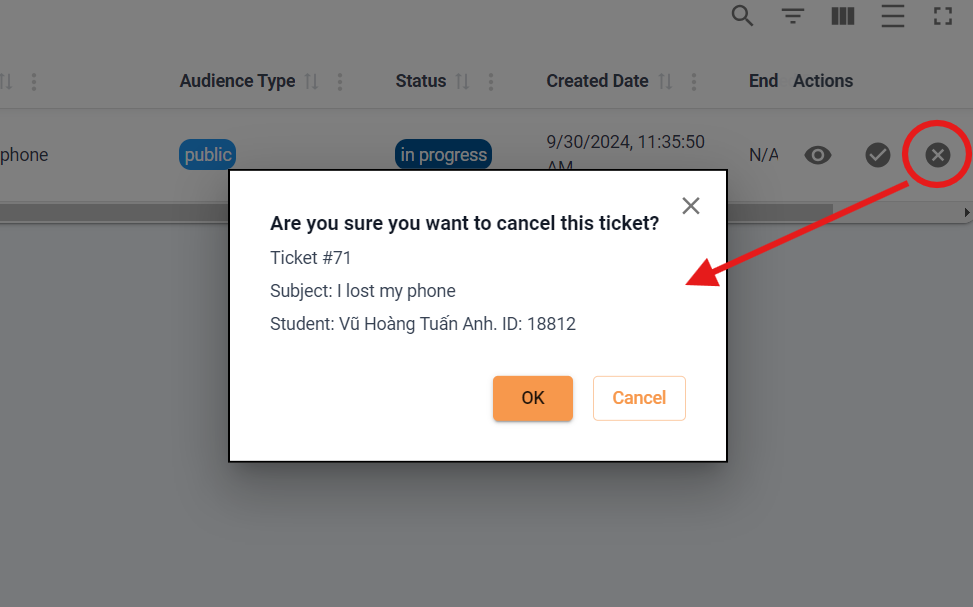 Audience Type Status Created Date End Actions
phone public in progress 9/30/2024, 11:35:50 N/A
AM
Are you sure you want to cancel this ticket?
Ticket #71
Subject: I lost my phone
Student: Vũ Hoàng Tuấn Anh. ID: 18812
OK Cancel